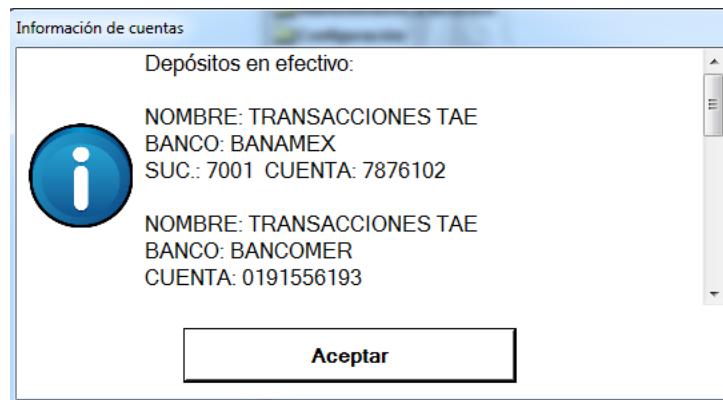 Información de cuentas
Depósitos en efectivo:
NOMBRE: TRANSACCIONES TAE
BANCO: BANAMEX
SUC.: 7001 CUENTA: 7876102
NOMBRE: TRANSACCIONES TAE
BANCO: BANCOMER
CUENTA: 0191556193
Aceptar